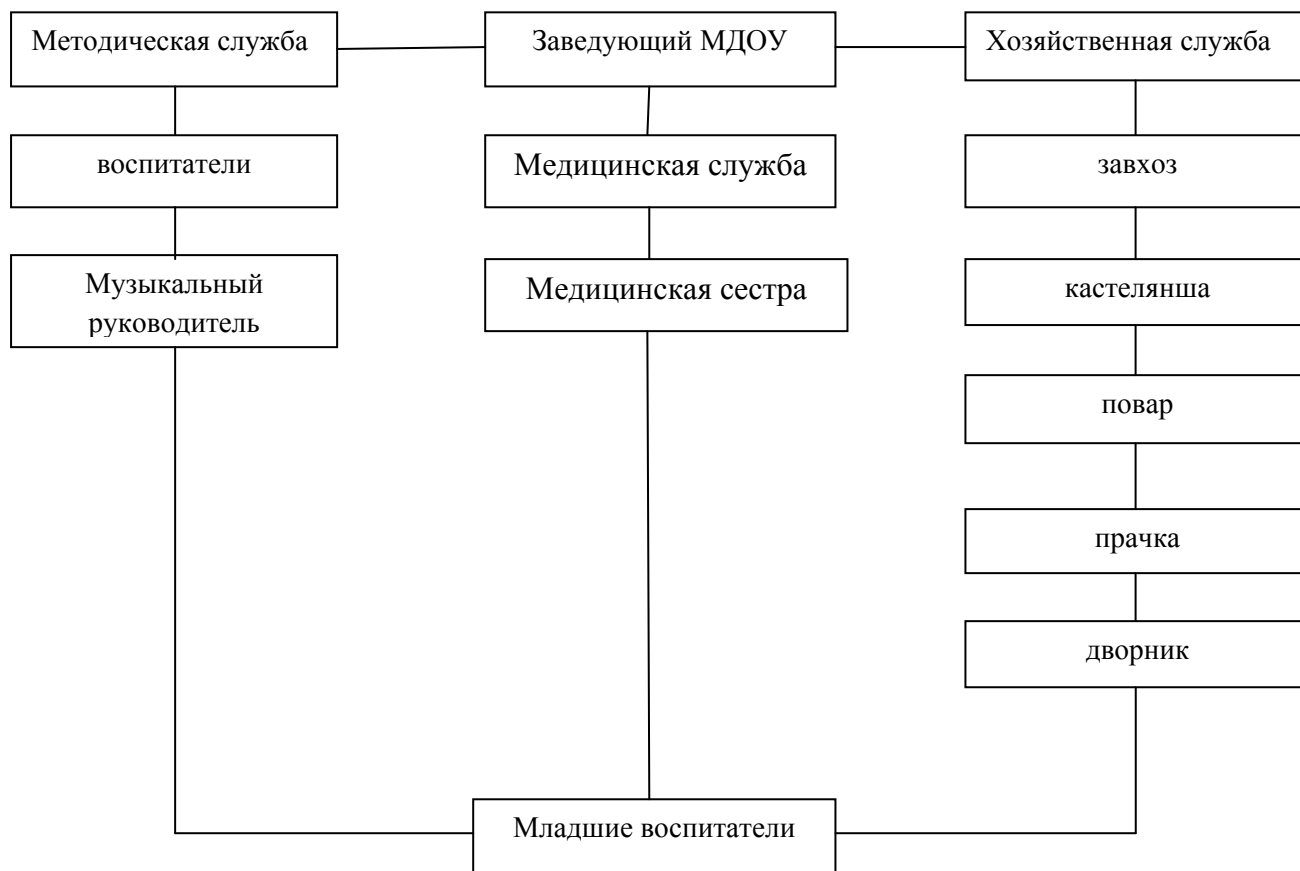 Методическая служба
Заведующий МДОУ
Хозяйственная служба
воспитатели
Медицинская служба
завхоз
Музыкальный
руководитель
Медицинская сестра
кастелянша
повар
прачка
дворник
Младшие воспитатели